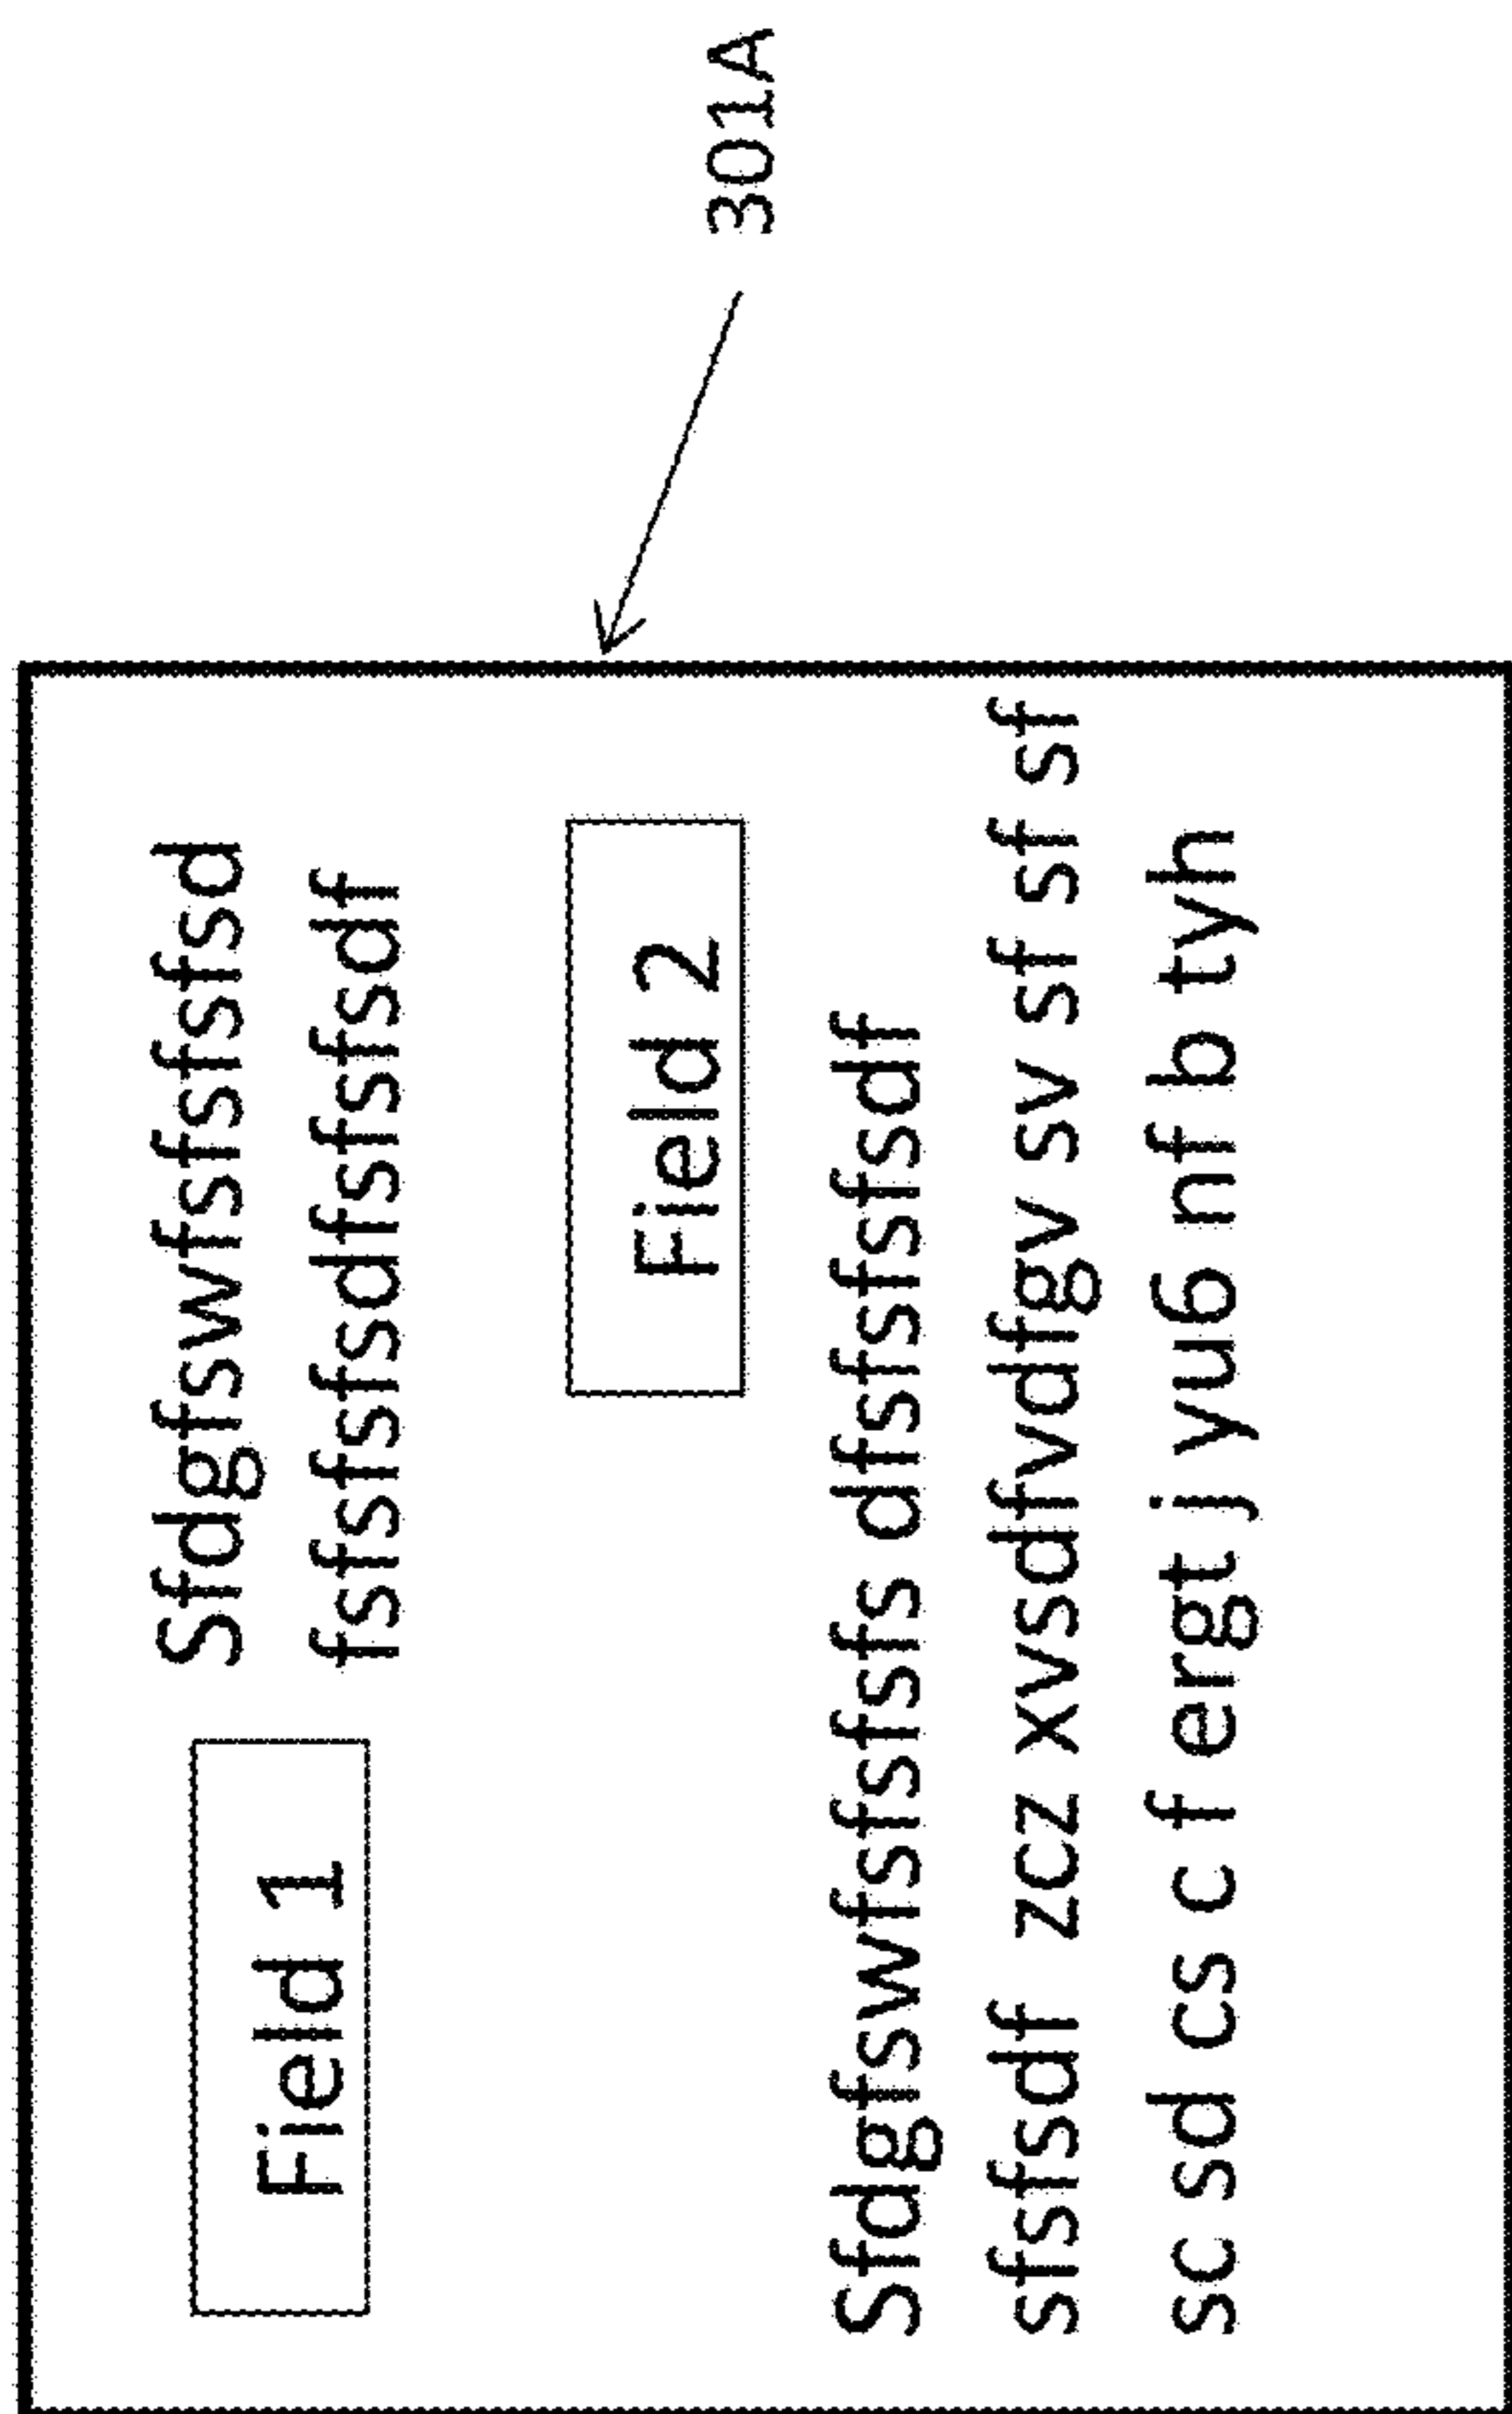 301A
Field 1
Sfdgfswfsfsfsfsd
fsfsfsfsdfsfsfsdf
Field 2
Sfdgfswfsfsfsfs dfsfsfsfsdf
sfsfsdf zcz xvsdfvdfgv sv sf sf sf
sc sd cs c f ergt j yu6 nf b tyh